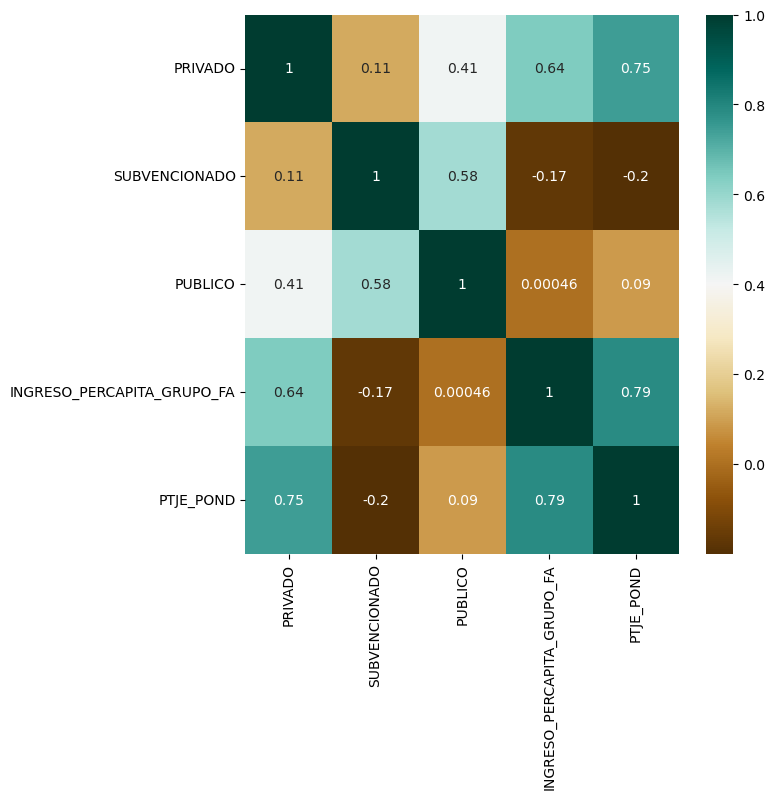 PRIVADO 1 0.11 0.41 0.64 0.75
SUBVENCIONADO 0.11 1 0.58 -0.17 -0.2
PUBLICO 0.41 0.58 1 0.00046 0.09
INGRESO_PERCAPITA_GRUPO_FA 0.64 -0.17 0.00046 1 0.79
PTJE_POND 0.75 -0.2 0.09 0.79 1
PRIVADO
SUBVENCIONADO
PUBLICO
INGRESO_PERCAPITA_GRUPO_FA
PTJE_POND
1.0
0.8
0.6
0.4
0.2
0.0